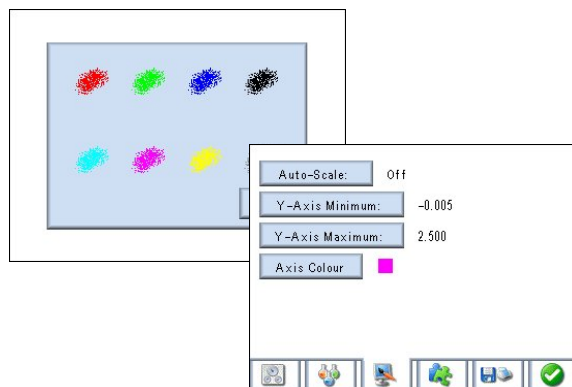 Auto-Scale: Off
Y-Axis Minimum: -0.005
Y-Axis Maximum: 2.500
Axis Colour